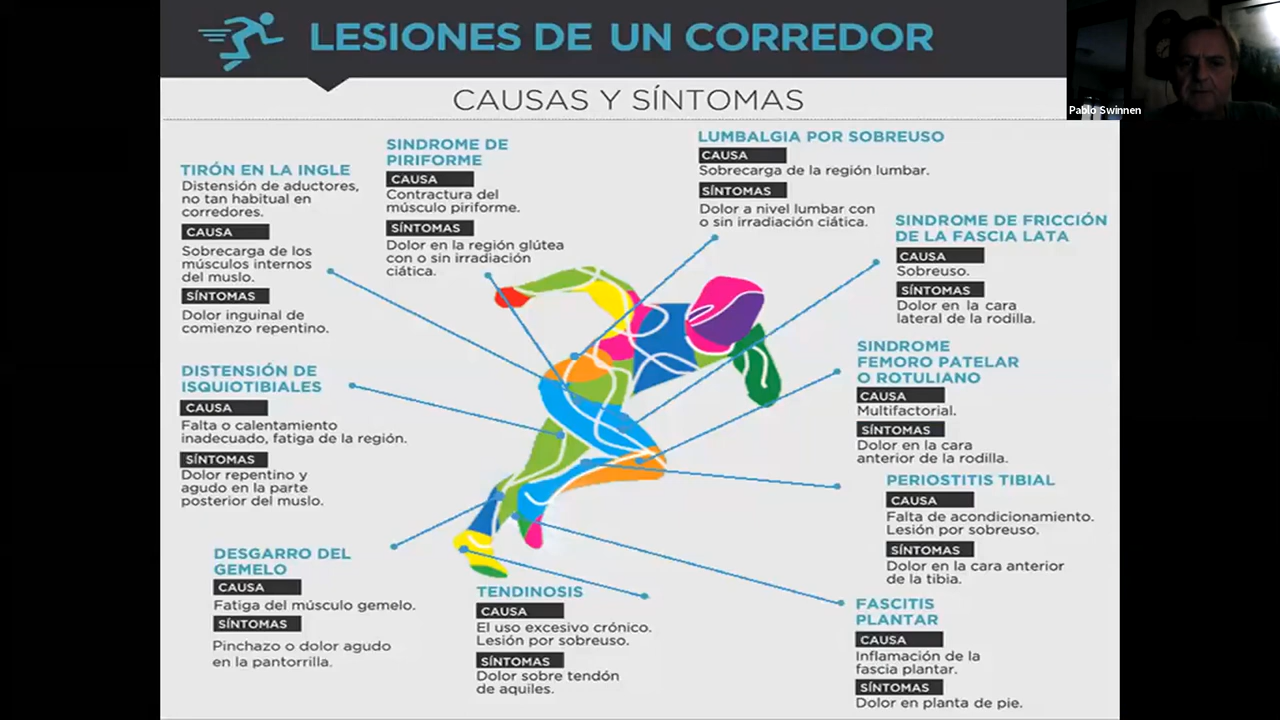 LESIONES DE UN CORREDOR
Pablo Swinnen
CAUSAS Y SÍNTOMAS
TIRÓN EN LA INGLE
Distensión de aductores,
no tan habitual en
corredores.
CAUSA
Sobrecarga de los
músculos internos
del muslo.
SÍNTOMAS
Dolor inguinal de
comienzo repentino.
SINDROME DE
PIRIFORME
CAUSA
Contractura del
músculo piriforme.
SÍNTOMAS
Dolor en la región glútea
con o sin irradiación
ciática.
LUMBALGIA POR SOBREUSO
CAUSA
Sobrecarga de la región lumbar.
SÍNTOMAS
Dolor a nivel lumbar con
o sin irradiación ciática.
SINDROME DE FRICCIÓN
DE LA FASCIA LATA
CAUSA
Sobreuso.
SÍNTOMAS
Dolor en la cara
lateral de la rodilla.
SINDROME
FEMORO PATELAR
O ROTULIANO
CAUSA
Multifactorial.
SÍNTOMAS
Dolor en la cara
anterior de la rodilla.
DISTENSIÓN DE
ISQUIOTIBIALES
CAUSA
Falta o calentamiento
inadecuado, fatiga de la región.
SÍNTOMAS
Dolor repentino y
agudo en la parte
posterior del muslo.
PERIOSTITIS TIBIAL
CAUSA
Falta de acondicionamiento.
Lesión por sobreuso.
SÍNTOMAS
Dolor en la cara anterior
de la tibia.
DESGARRO DEL
GEMELO
CAUSA
Fatiga del músculo gemelo.
SÍNTOMAS
Pinchazo o dolor agudo
en la pantorrilla.
TENDINOSIS
CAUSA
El uso excesivo crónico.
Lesión por sobreuso.
SÍNTOMAS
Dolor sobre tendón
de aquiles.
FASCITIS
PLANTAR
CAUSA
Inflamación de la
fascia plantar.
SÍNTOMAS
Dolor en planta de pie.